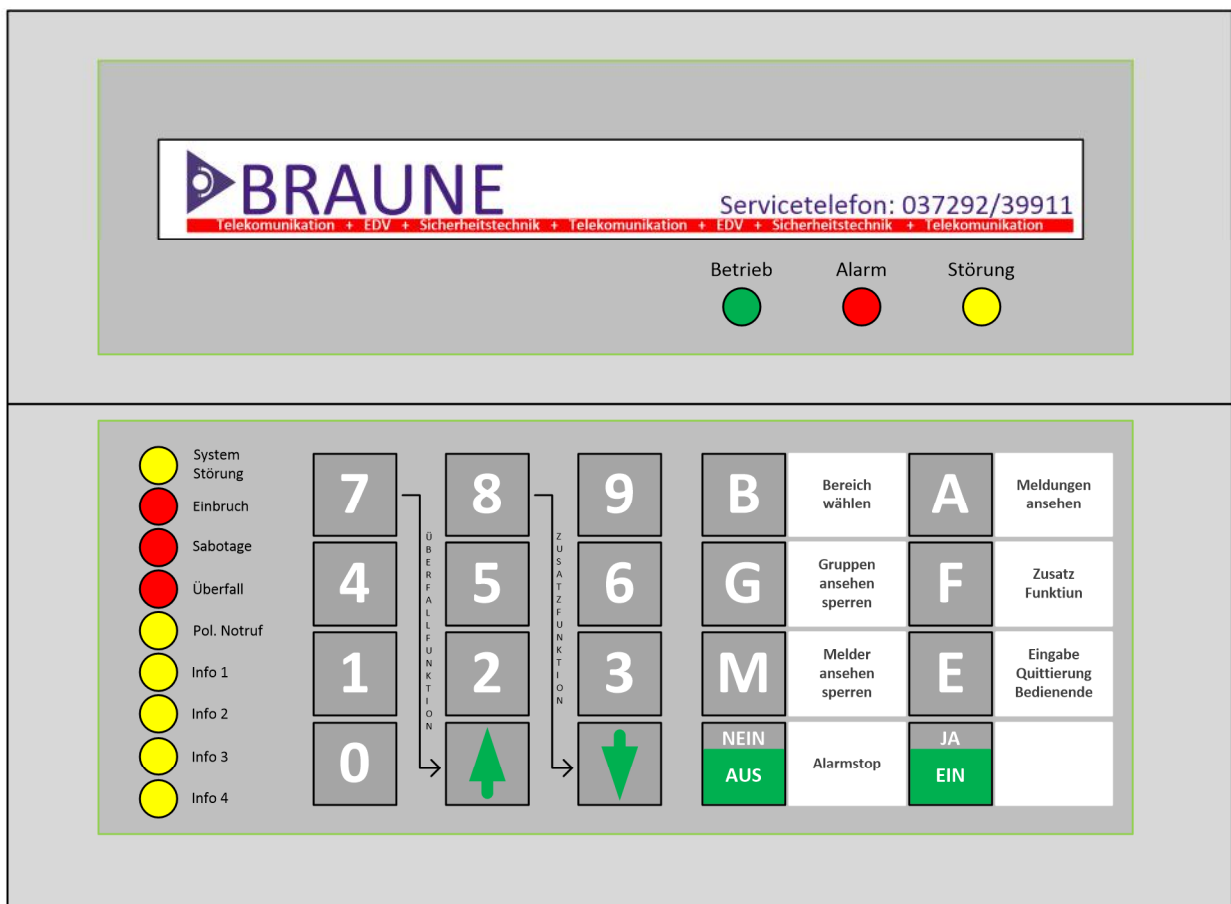 BRAUNE
Servicetelefon: 037292/39911
Telekomunikation + EDV + Sicherheitstechnik + Telekomunikation + EDV + Sicherheitstechnik + Telekomunikation
Betrieb
Alarm
Störung
System
Störung
Einbruch
Sabotage
Überfall
Pol. Notruf
Info 1
Info 2
Info 3
Info 4
7
8
9
4
5
6
1
2
3
0
ÜBERFALLFUNKTION
ZUSATZFUNKTION
B
Bereich
wählen
A
Meldungen
ansehen
G
Gruppen
ansehen
sperren
F
Zusatz
Funktiun
M
Melder
ansehen
sperren
E
Eingabe
Quittierung
Bedienende
NEIN
AUS
Alarmstop
JA
EIN